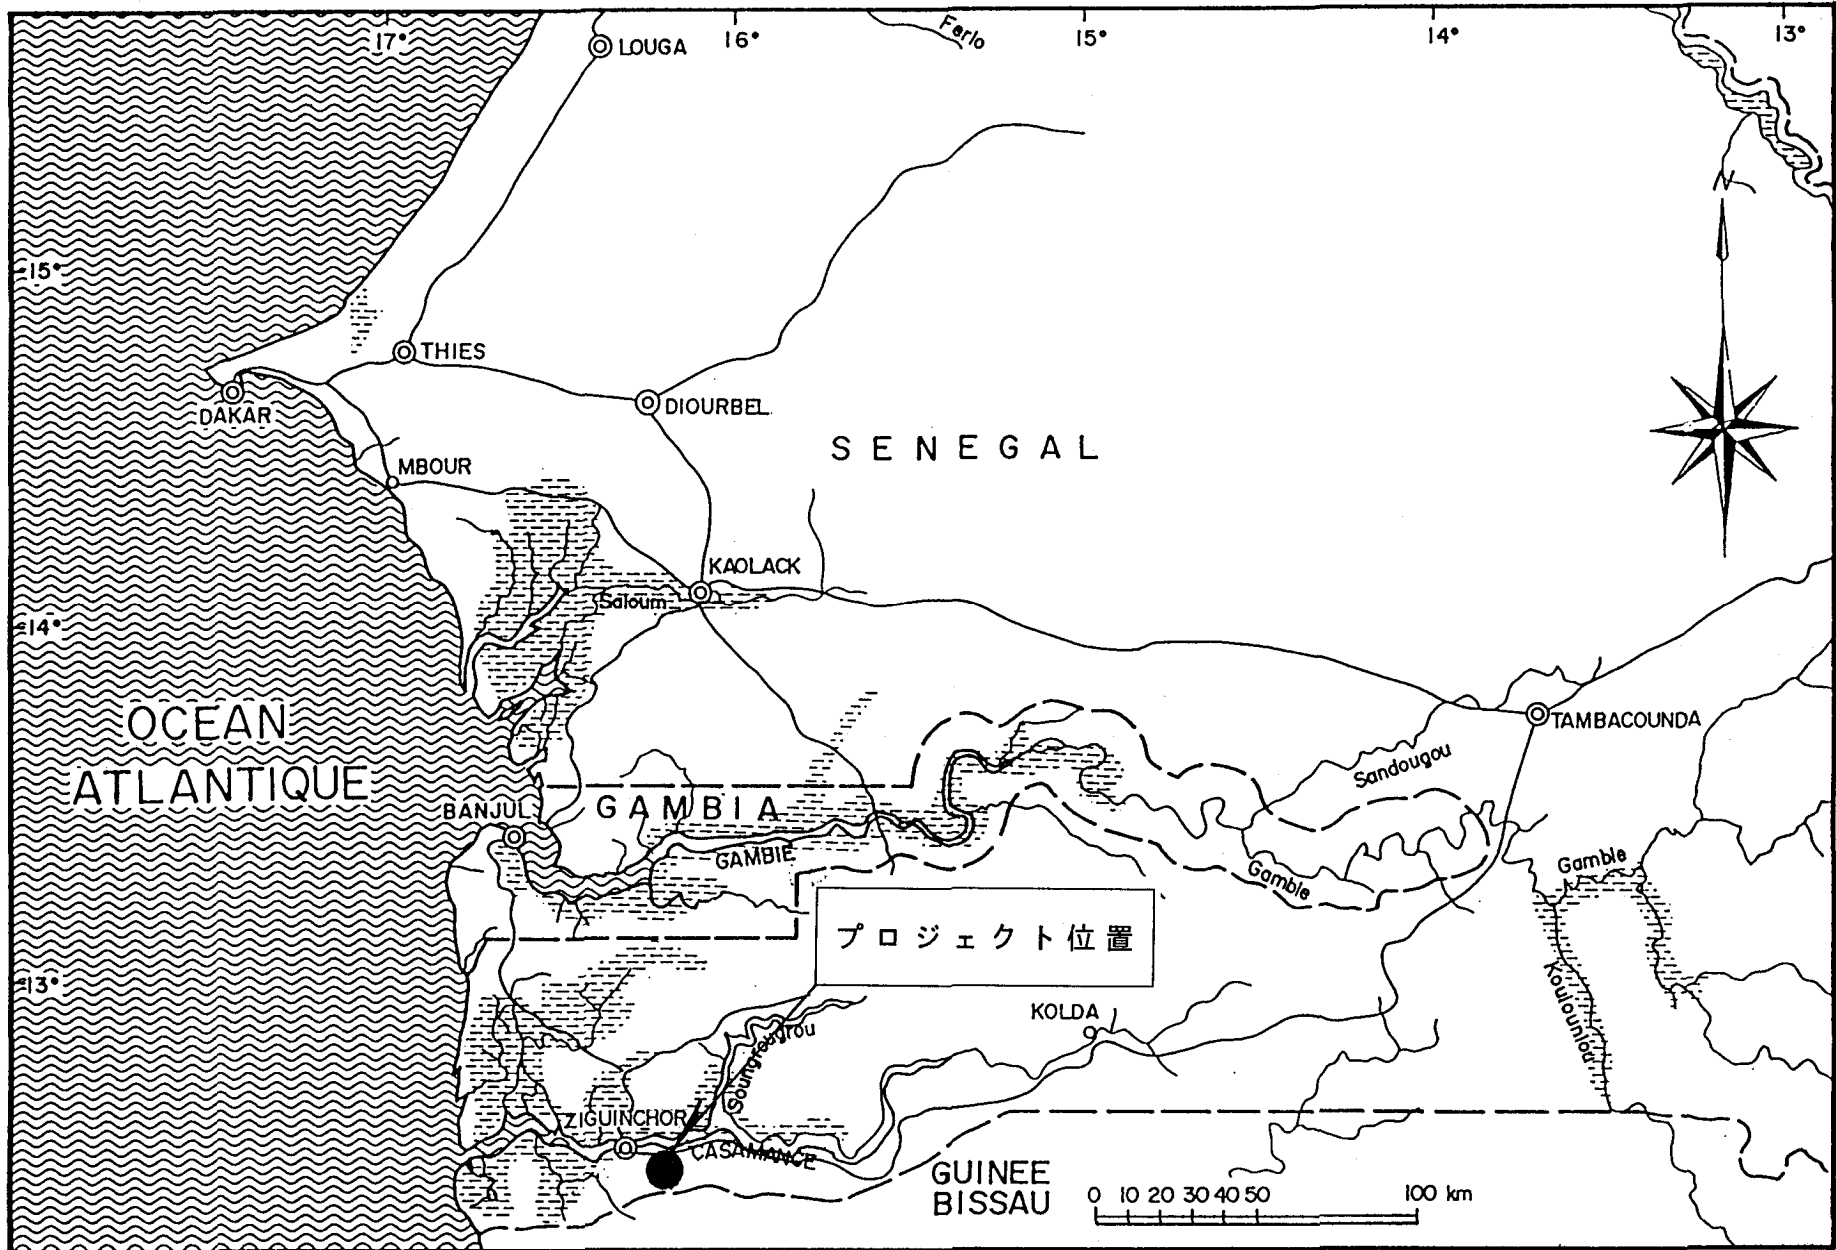 17°
16°
15°
14°
13°
LOUGA
Ferlo
N
15°
THIES
DAKAR
DIOURBEL
SENEGAL
MBOUR
KAOLACK
Saloum
14°
OCEAN
ATLANTIQUE
TAMBACOUNDA
Sandougou
BANJUL
GAMBIA
GAMBIE
Gamble
Gamble
プロジェクト位置
13°
Koulountou
KOLDA
Soungrougrou
ZIGUINCHOR
CASAMANCE
GUINEE
BISSAU
0 10 20 30 40 50 100 km